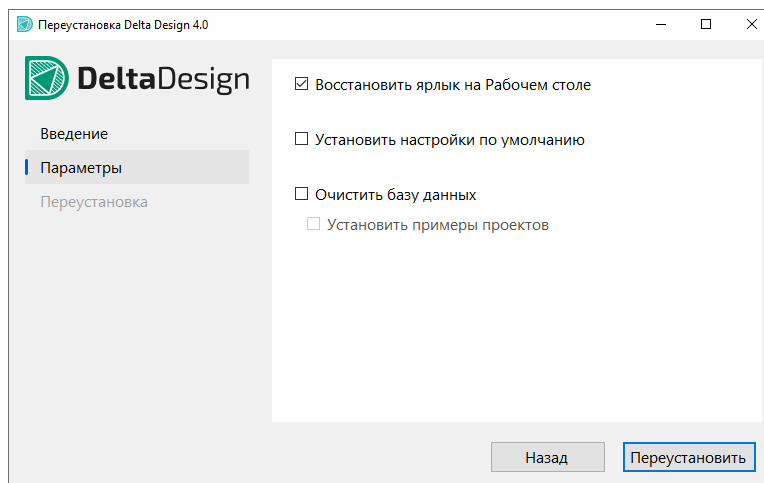 Переустановка Delta Design 4.0
DeltaDesign
Введение
Параметры
Переустановка
Восстановить ярлык на Рабочем столе
Установить настройки по умолчанию
Очистить базу данных
Установить примеры проектов
Назад
Переустановить